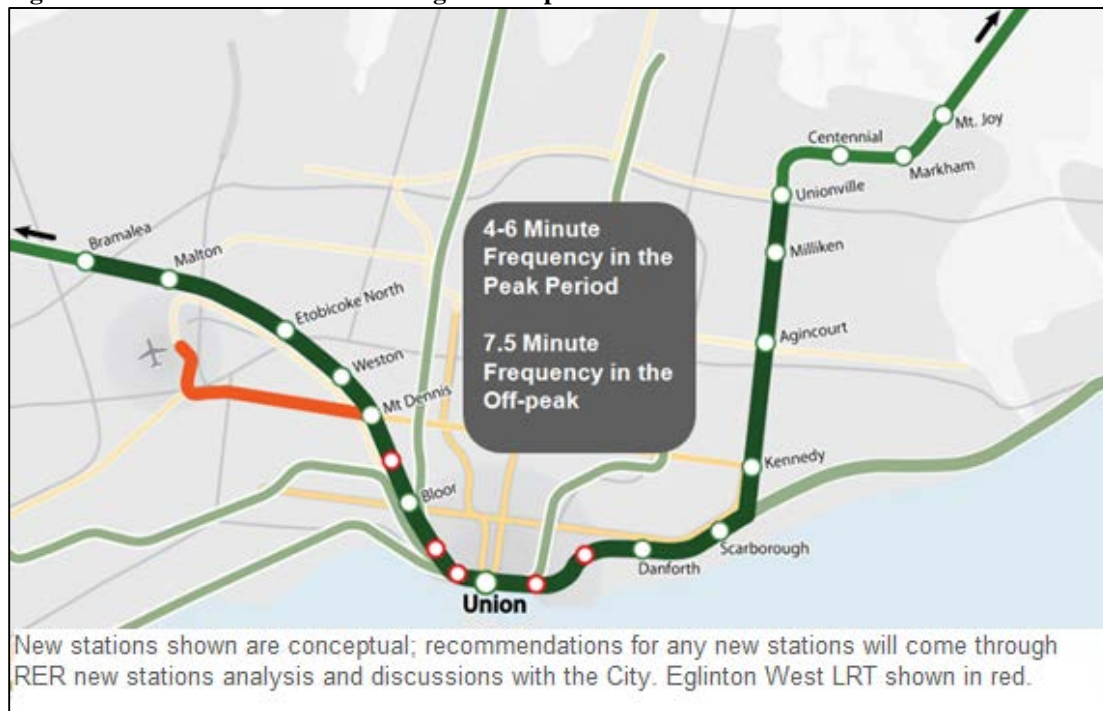 Mt. Joy
Centennial
Markham
Unionville
4-6 Minute
Frequency in the
Peak Period
7.5 Minute
Frequency in the
Off-peak
Bramalea
Malton
Milliken
Etobicoke North
Agincourt
Weston
Mt Dennis
Kennedy
Bloor
Scarborough
Danforth
Union
New stations shown are conceptual; recommendations for any new stations will come through
RER new stations analysis and discussions with the City. Eglinton West LRT shown in red.